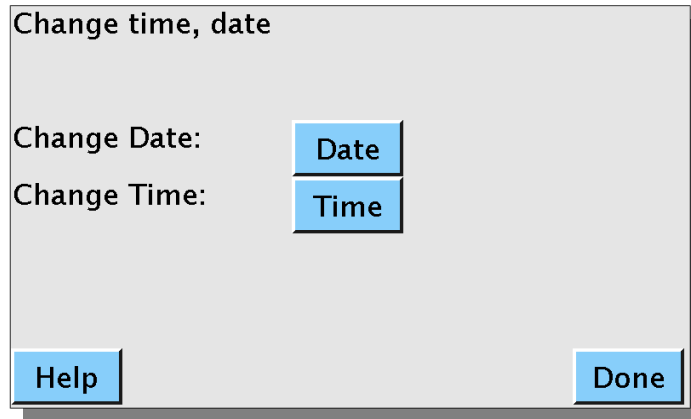 Change time, date
Change Date: Date
Change Time: Time
Help Done